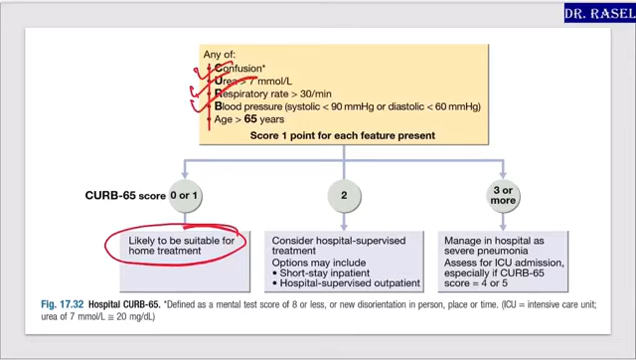 DR. RASEL
Any of:
• Confusion*
• Urea > 7 mmol/L
• Respiratory rate > 30/min
• Blood pressure (systolic < 90 mmHg or diastolic < 60 mmHg)
• Age > 65 years
Score 1 point for each feature present
CURB-65 score
0 or 1
2
3 or
more
Likely to be suitable for
home treatment
Consider hospital-supervised
treatment
Options may include
• Short-stay inpatient
• Hospital-supervised outpatient
Manage in hospital as
severe pneumonia
Assess for ICU admission,
especially if CURB-65
score = 4 or 5
Fig. 17.32 Hospital CURB-65. *Defined as a mental test score of 8 or less, or new disorientation in person, place or time. (ICU = intensive care unit;
urea of 7 mmol/L ≅ 20 mg/dL)